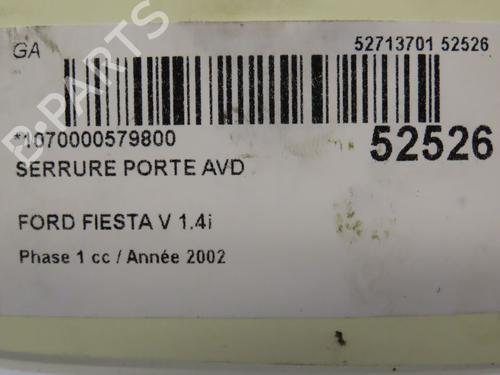 GA
52713701 52526
*1070000579800
52526
SERRURE PORTE AVD
FORD FIESTA V 1.4i
Phase 1 cc / Année 2002
B-PARTS